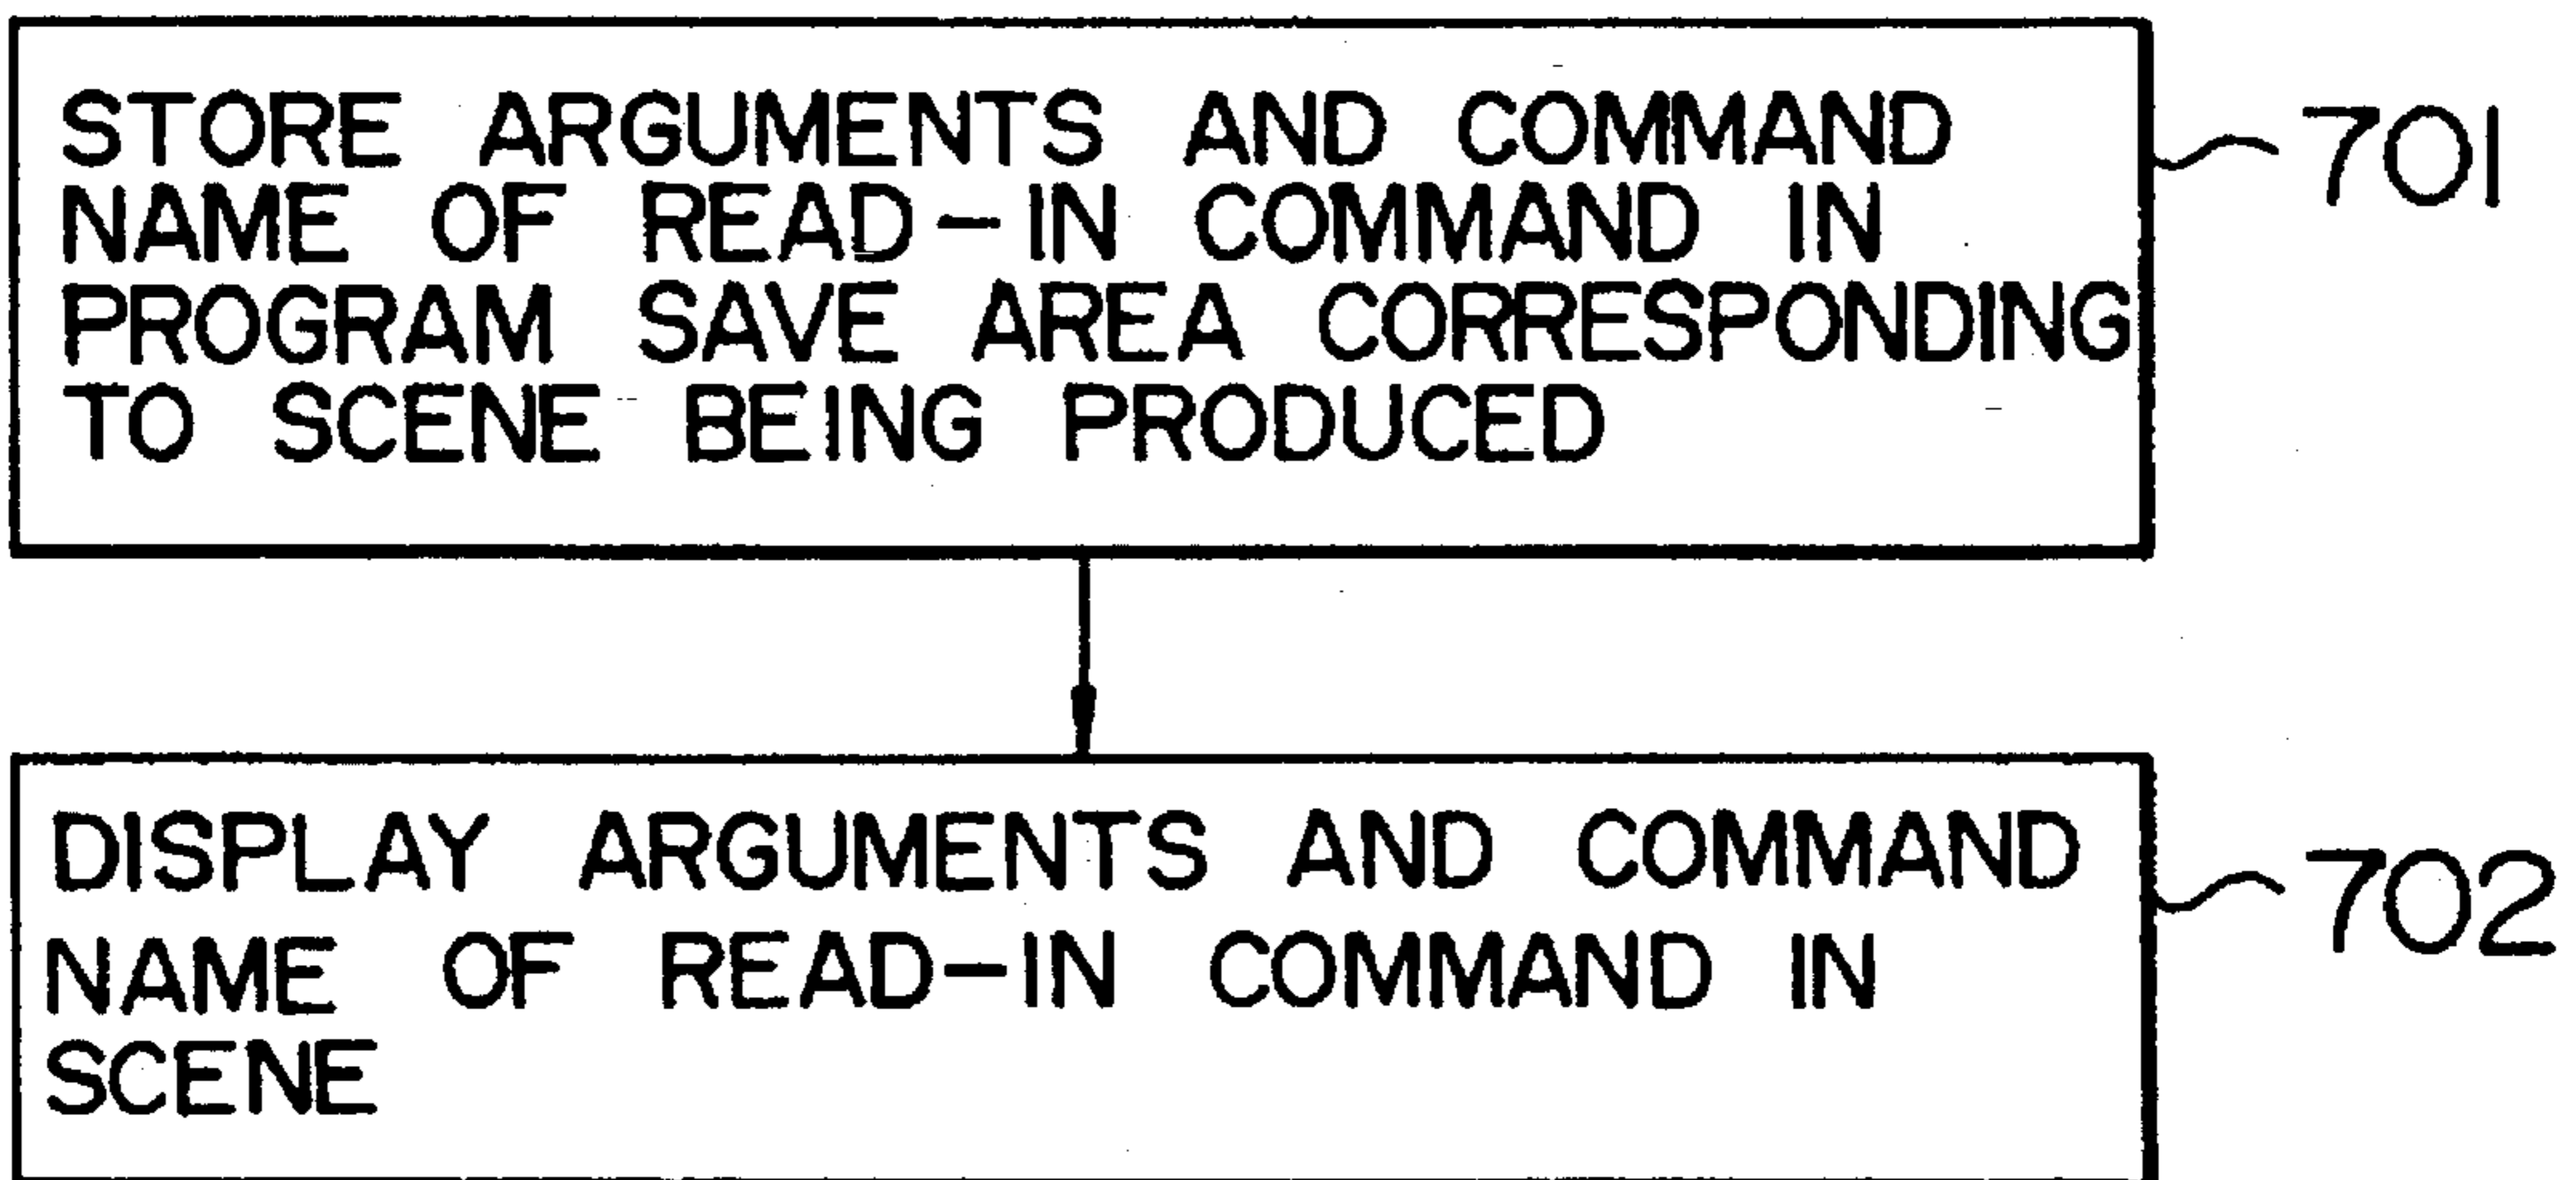 STORE ARGUMENTS AND COMMAND
NAME OF READ-IN COMMAND IN
PROGRAM SAVE AREA CORRESPONDING
TO SCENE BEING PRODUCED
701
DISPLAY ARGUMENTS AND COMMAND
NAME OF READ-IN COMMAND IN
SCENE
702